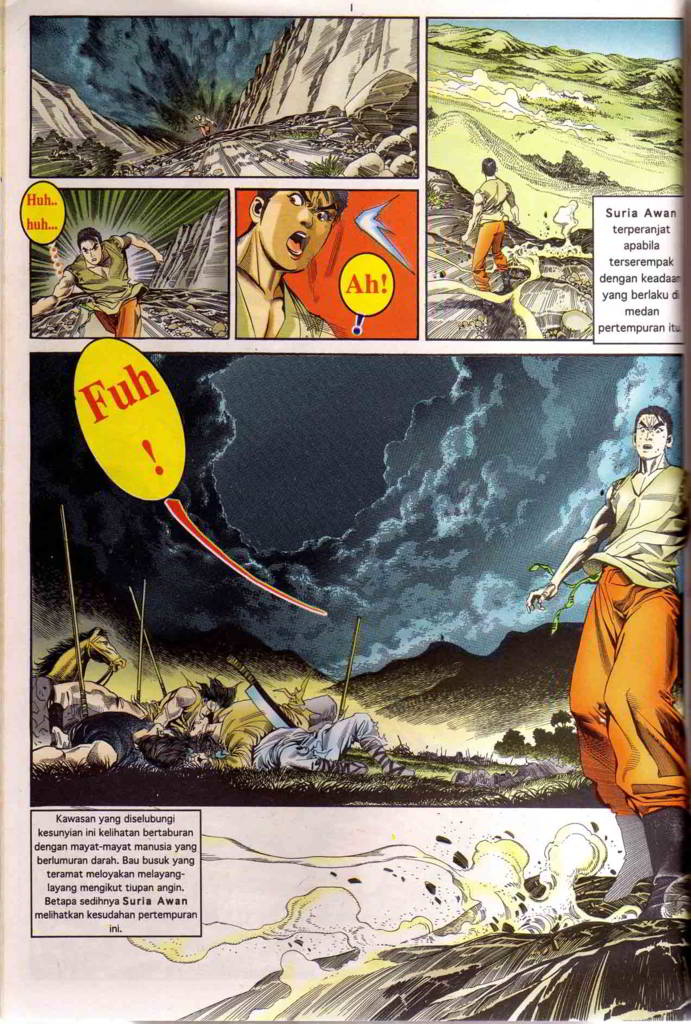 Huh..
huh...
Ah!
Suria Awan
terperanjat
apabila
terserempak
dengan keadaan
yang berlaku di
medan
pertempuran itu.
Fuh
!
Kawasan yang diselubungi
kesunyian ini kelihatan bertaburan
dengan mayat-mayat manusia yang
berlumuran darah. Bau busuk yang
teramat meloyakan melayang-
layang mengikut tiupan angin.
Betapa sedihnya Suria Awan
melihatkan kesudahan pertempuran
ini.